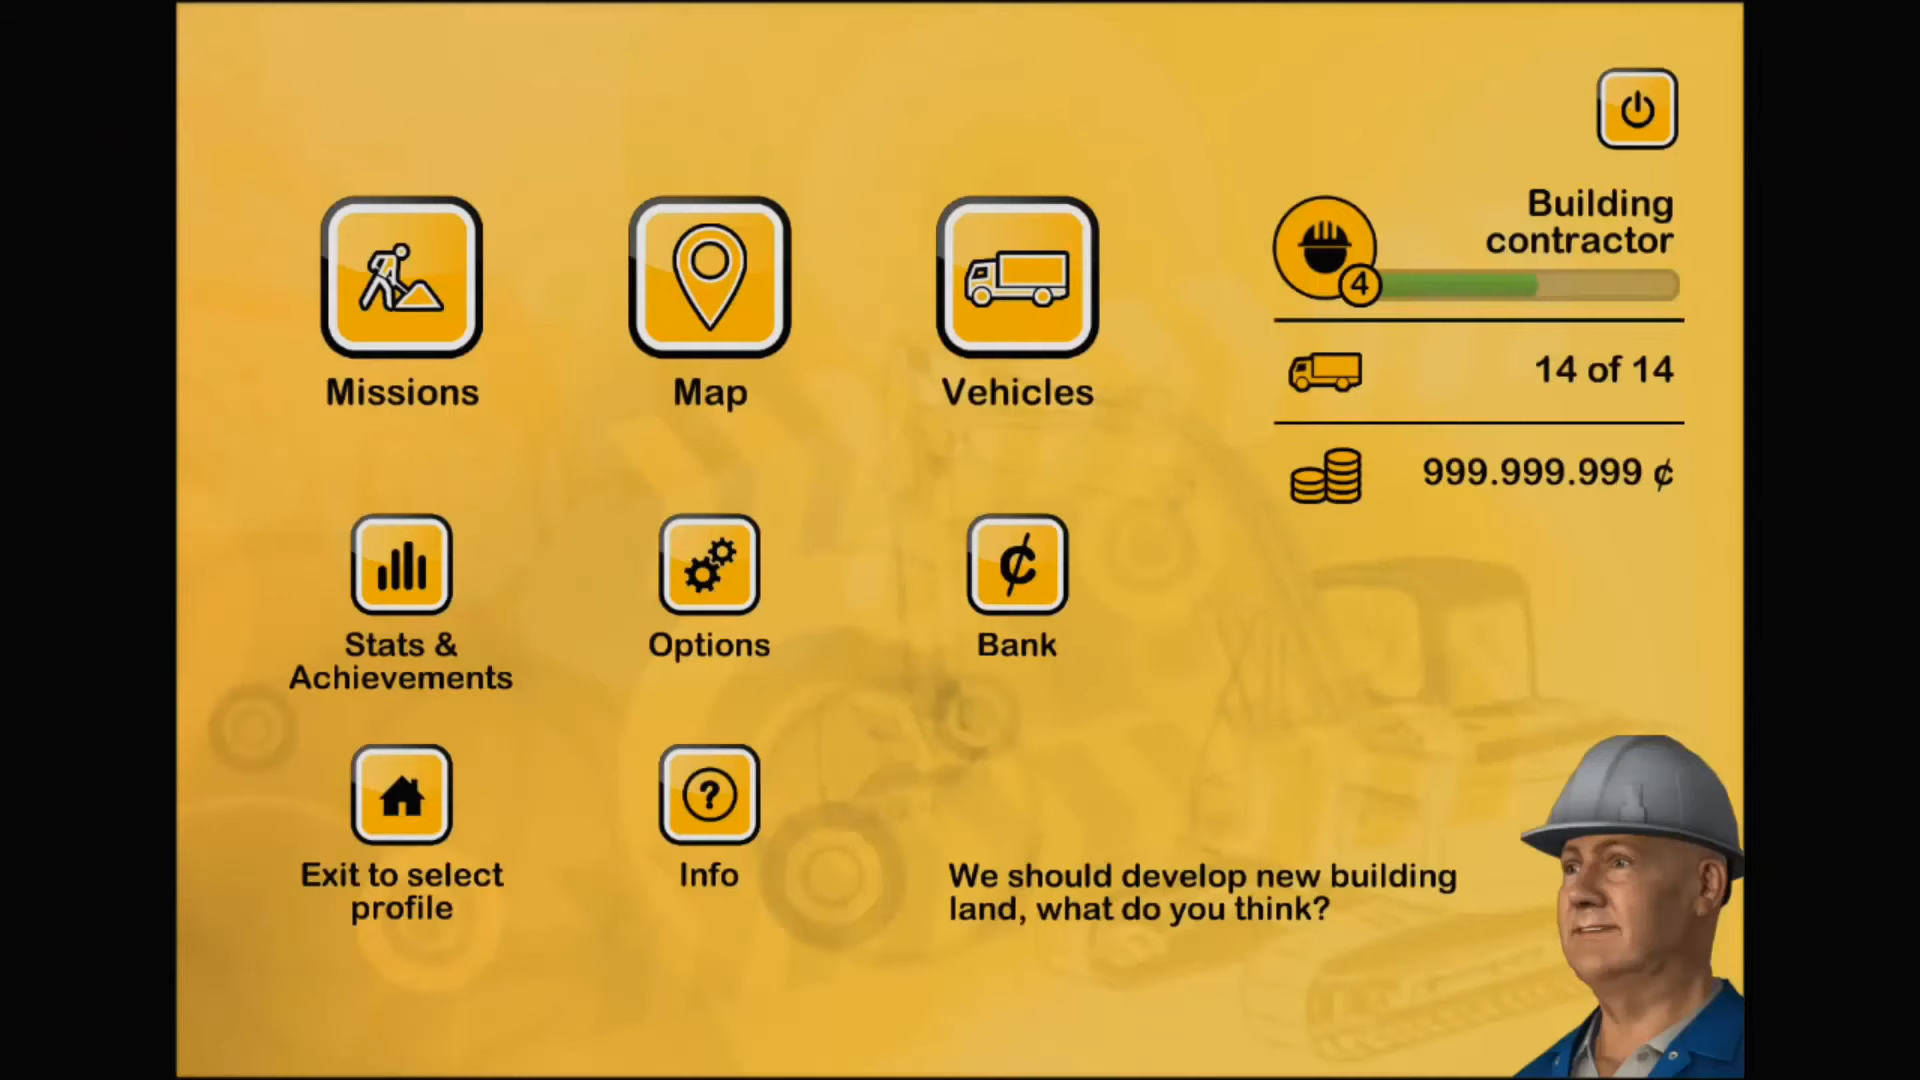 Building
contractor
4
Missions
Map
Vehicles
14 of 14
999.999.999 ¢
¢
Stats &
Achievements
Options
Bank
?
Exit to select
profile
Info
We should develop new building
land, what do you think?